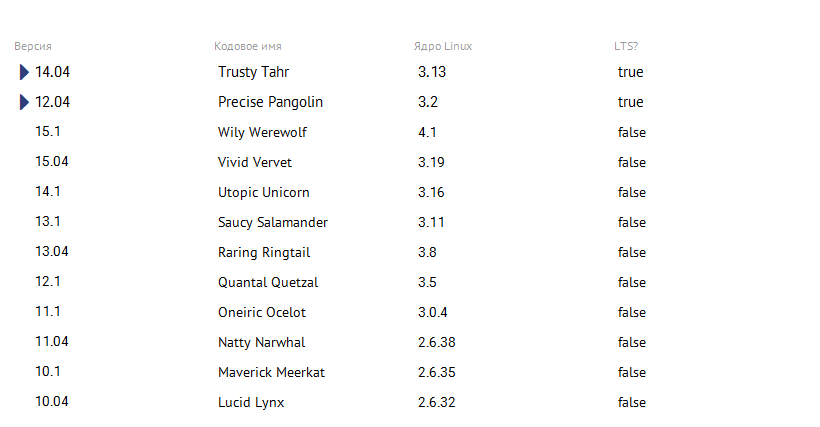 Версия Кодовое имя Ядро Linux LTS?
14.04 Trusty Tahr 3.13 true
12.04 Precise Pangolin 3.2 true
15.1 Wily Werewolf 4.1 false
15.04 Vivid Vervet 3.19 false
14.1 Utopic Unicorn 3.16 false
13.1 Saucy Salamander 3.11 false
13.04 Raring Ringtail 3.8 false
12.1 Quantal Quetzal 3.5 false
11.1 Oneiric Ocelot 3.0.4 false
11.04 Natty Narwhal 2.6.38 false
10.1 Maverick Meerkat 2.6.35 false
10.04 Lucid Lynx 2.6.32 false